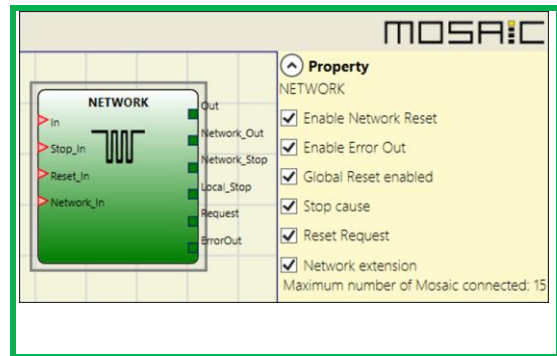 MOSAIC
NETWORK
In
Stop_In
Reset_In
Network_In
Out
Network_Out
Network_Stop
Local_Stop
Request
ErrorOut
Property
NETWORK
Enable Network Reset
Enable Error Out
Global Reset enabled
Stop cause
Reset Request
Network extension
Maximum number of Mosaic connected: 15